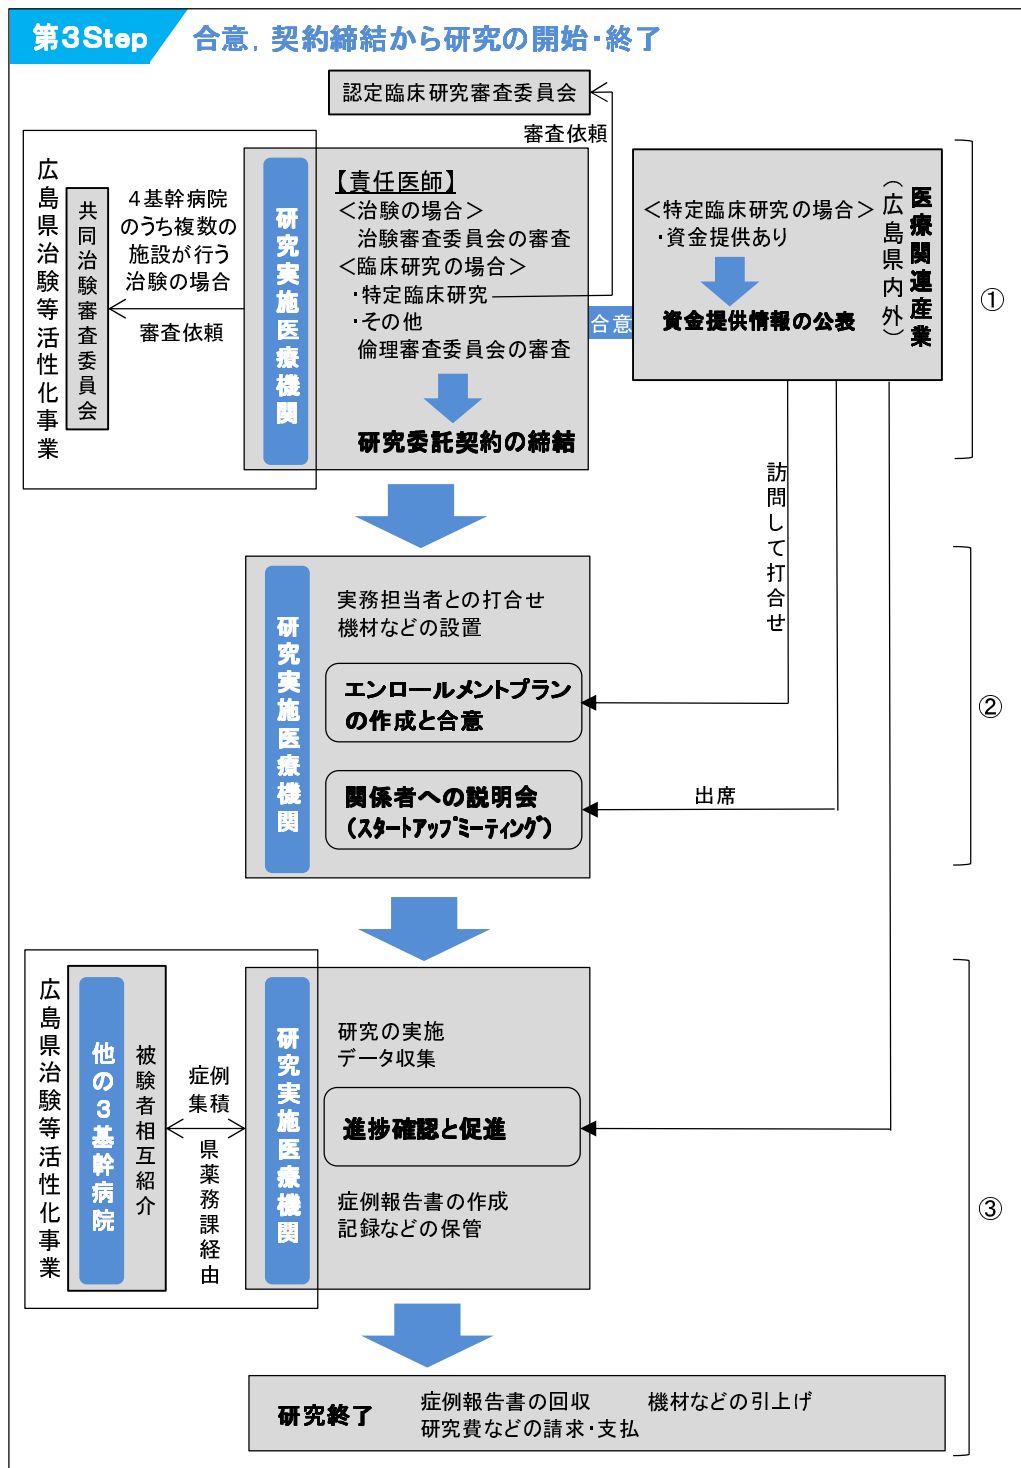 第3Step
合意，契約締結から研究の開始・終了
認定臨床研究審査委員会
審査依頼
広島県治験等活性化事業
共同治験審査委員会
４基幹病院
のうち複数の
施設が行う
治験の場合
審査依頼
研究実施医療機関
【責任医師】
＜治験の場合＞
治験審査委員会の審査
＜臨床研究の場合＞
・特定臨床研究
・その他
倫理審査委員会の審査
研究委託契約の締結
合意
＜特定臨床研究の場合＞
・資金提供あり
資金提供情報の公表
医療関連産業
（広島県内外）
①
訪問して打合せ
研究実施医療機関
実務担当者との打合せ
機材などの設置
エンロールメントプラン
の作成と合意
関係者への説明会
（スタートアップミーティング）
出席
②
広島県治験等活性化事業
他の３基幹病院
被験者相互紹介
症例
集積
県薬務課経由
研究実施医療機関
研究の実施
データ収集
進捗確認と促進
症例報告書の作成
記録などの保管
③
研究終了
症例報告書の回収　機材などの引上げ
研究費などの請求・支払